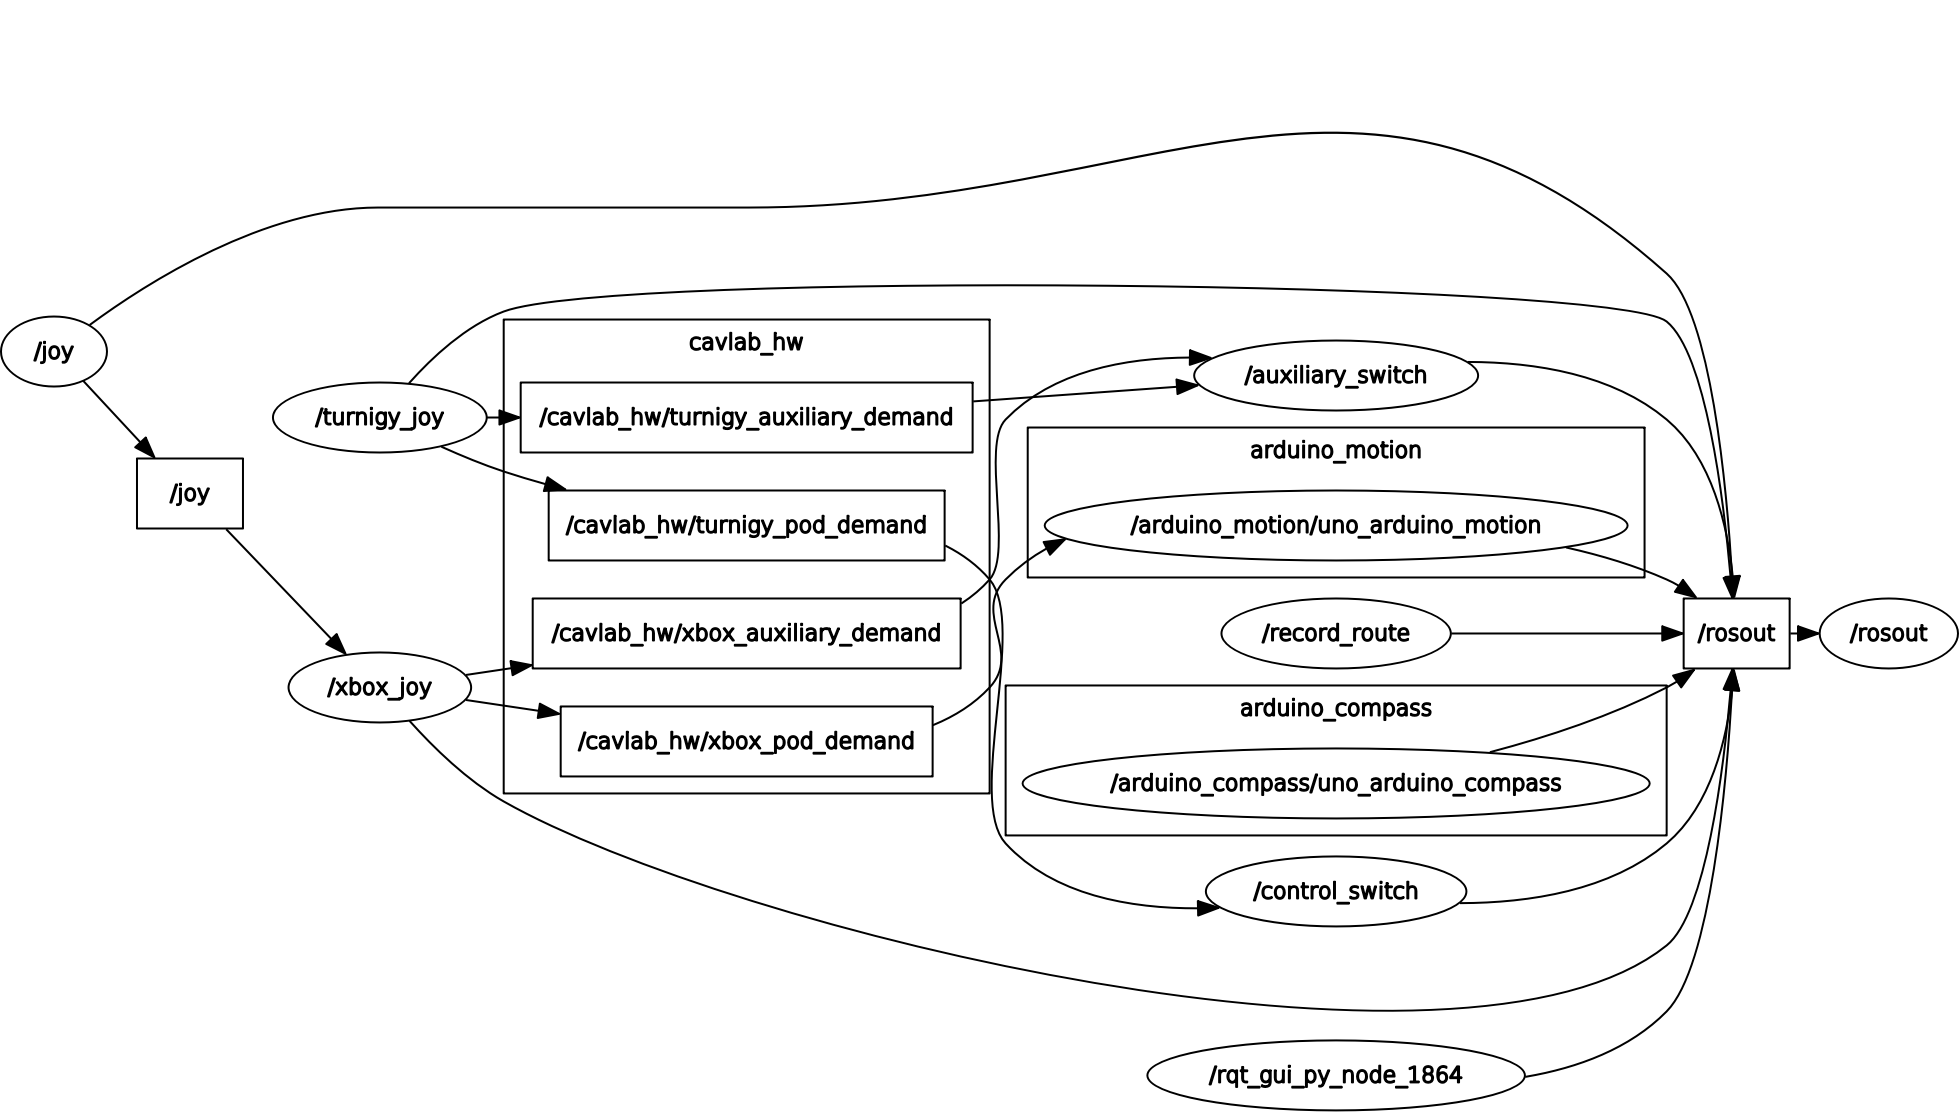 /joy
/joy
/turnigy_joy
/xbox_joy
cavlab_hw
/cavlab_hw/turnigy_auxiliary_demand
/cavlab_hw/turnigy_pod_demand
/cavlab_hw/xbox_auxiliary_demand
/cavlab_hw/xbox_pod_demand
/auxiliary_switch
arduino_motion
/arduino_motion/uno_arduino_motion
/record_route
arduino_compass
/arduino_compass/uno_arduino_compass
/control_switch
/rqt_gui_py_node_1864
/rosout
/rosout